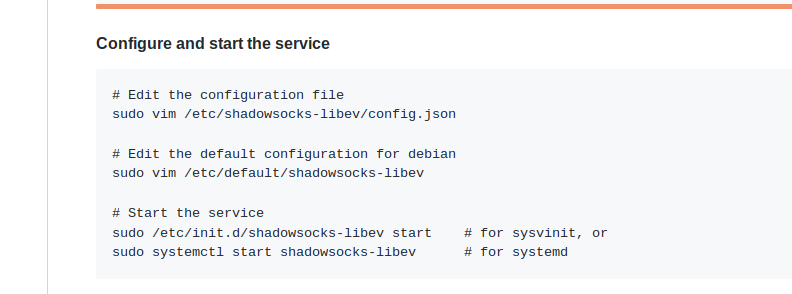 Configure and start the service
# Edit the configuration file
sudo vim /etc/shadowsocks-libev/config.json
# Edit the default configuration for debian
sudo vim /etc/default/shadowsocks-libev
# Start the service
sudo /etc/init.d/shadowsocks-libev start    # for sysvinit, or
sudo systemctl start shadowsocks-libev      # for systemd